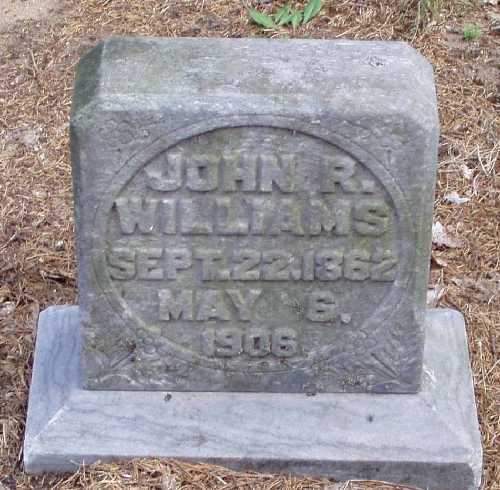 JOHN R.
WILLIAMS
SEPT. 22. 1862
MAY 6.
1906